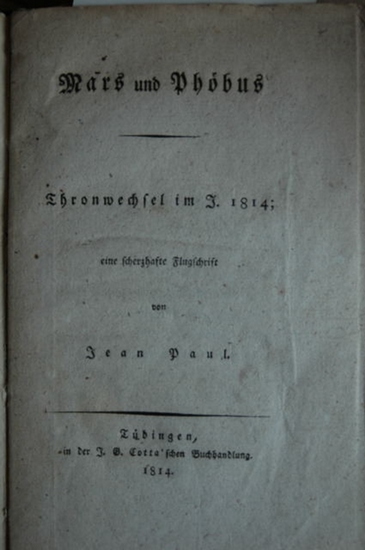 Mars und Phöbus
Thronwechsel im J. 1814;
eine scherzhafte Flugschrift
von
Jean Paul.
Tübingen,
in der J. G. Cotta'schen Buchhandlung.
1814.